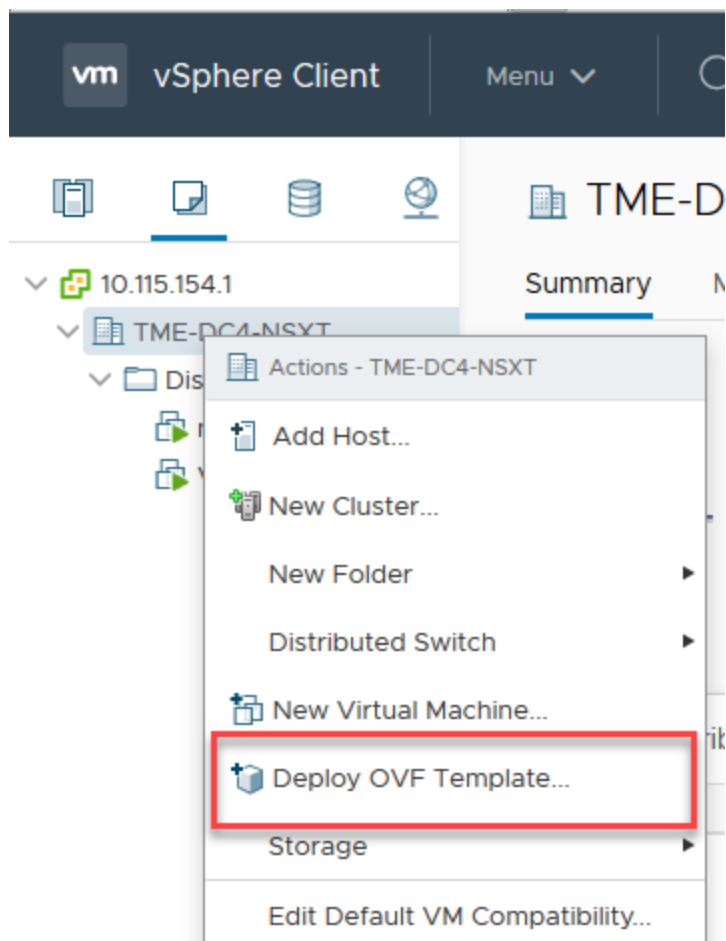 vm vSphere Client Menu
10.115.154.1
TME-DC4-NSXT
Summary
Actions - TME-DC4-NSXT
Add Host...
New Cluster...
New Folder
Distributed Switch
New Virtual Machine...
Deploy OVF Template...
Storage
Edit Default VM Compatibility...